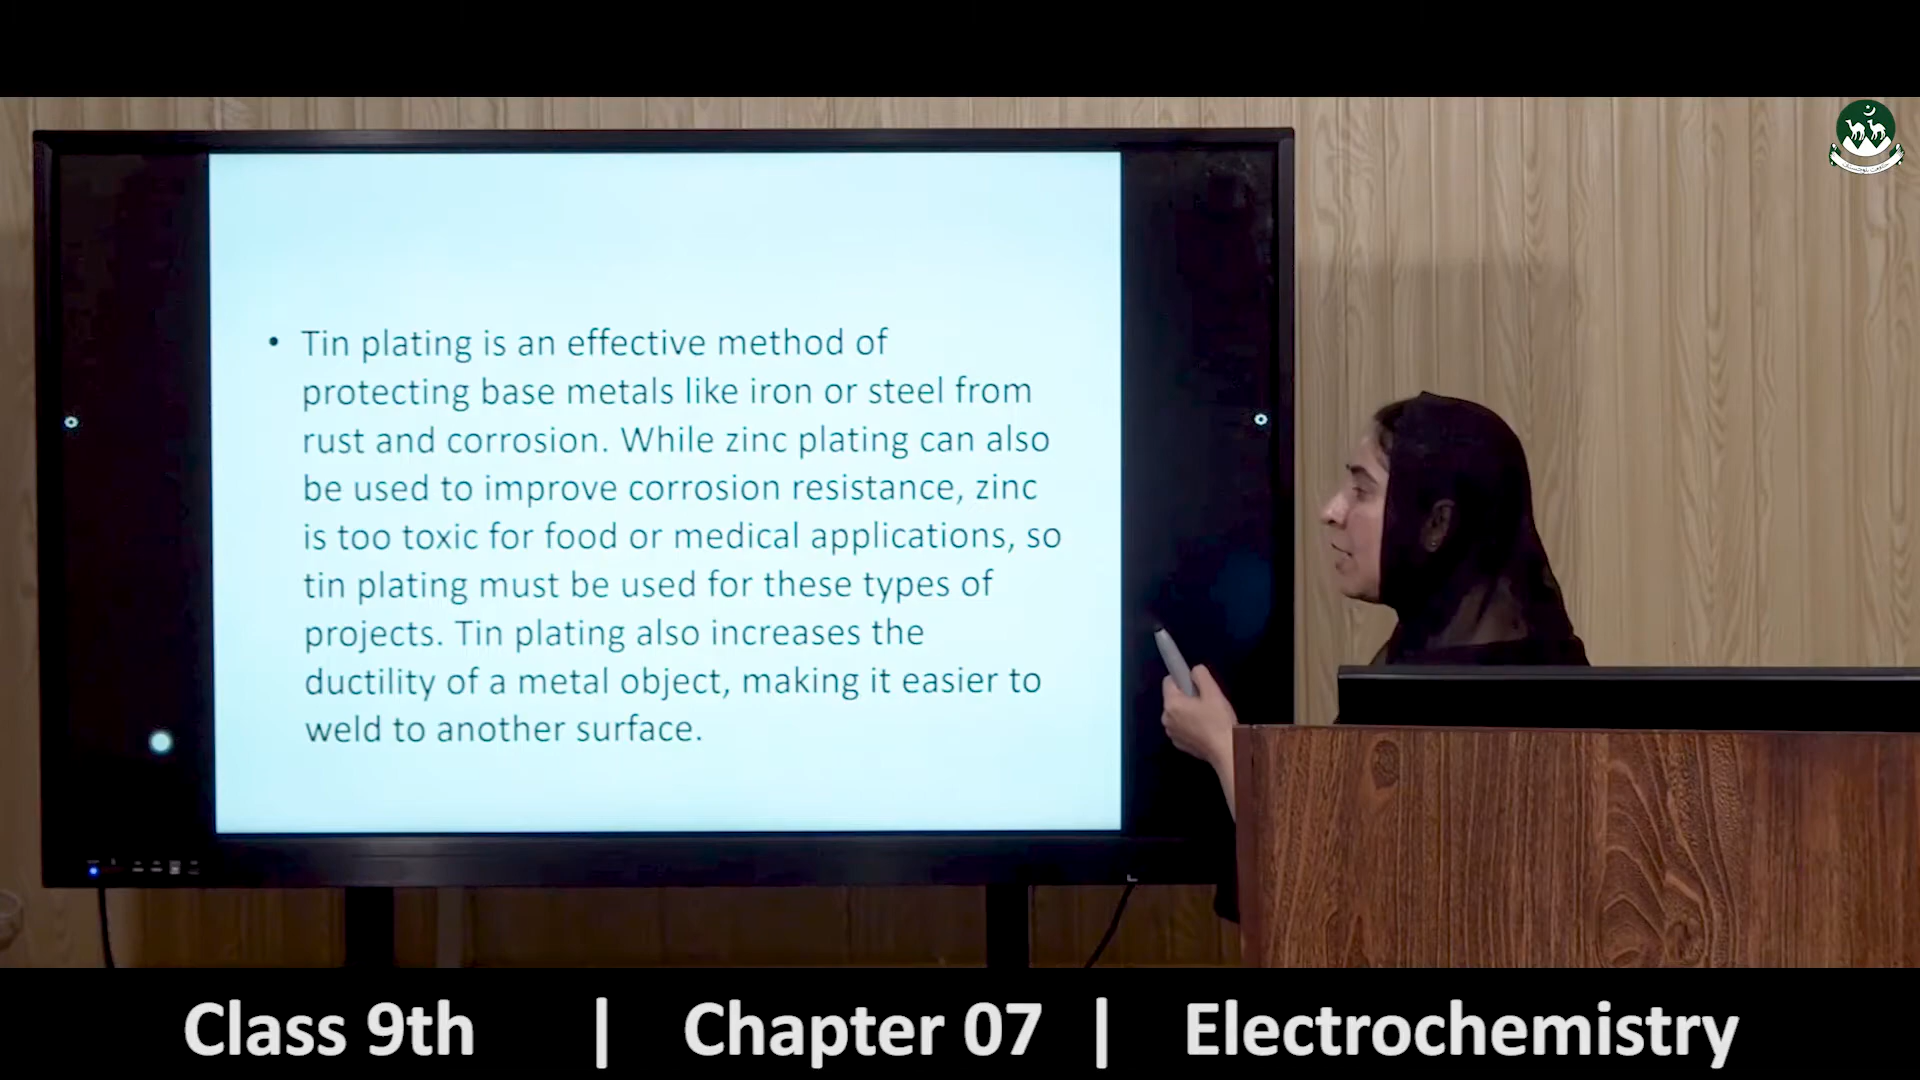 • Tin plating is an effective method of
protecting base metals like iron or steel from
rust and corrosion. While zinc plating can also
be used to improve corrosion resistance, zinc
is too toxic for food or medical applications, so
tin plating must be used for these types of
projects. Tin plating also increases the
ductility of a metal object, making it easier to
weld to another surface.
Class 9th | Chapter 07 | Electrochemistry